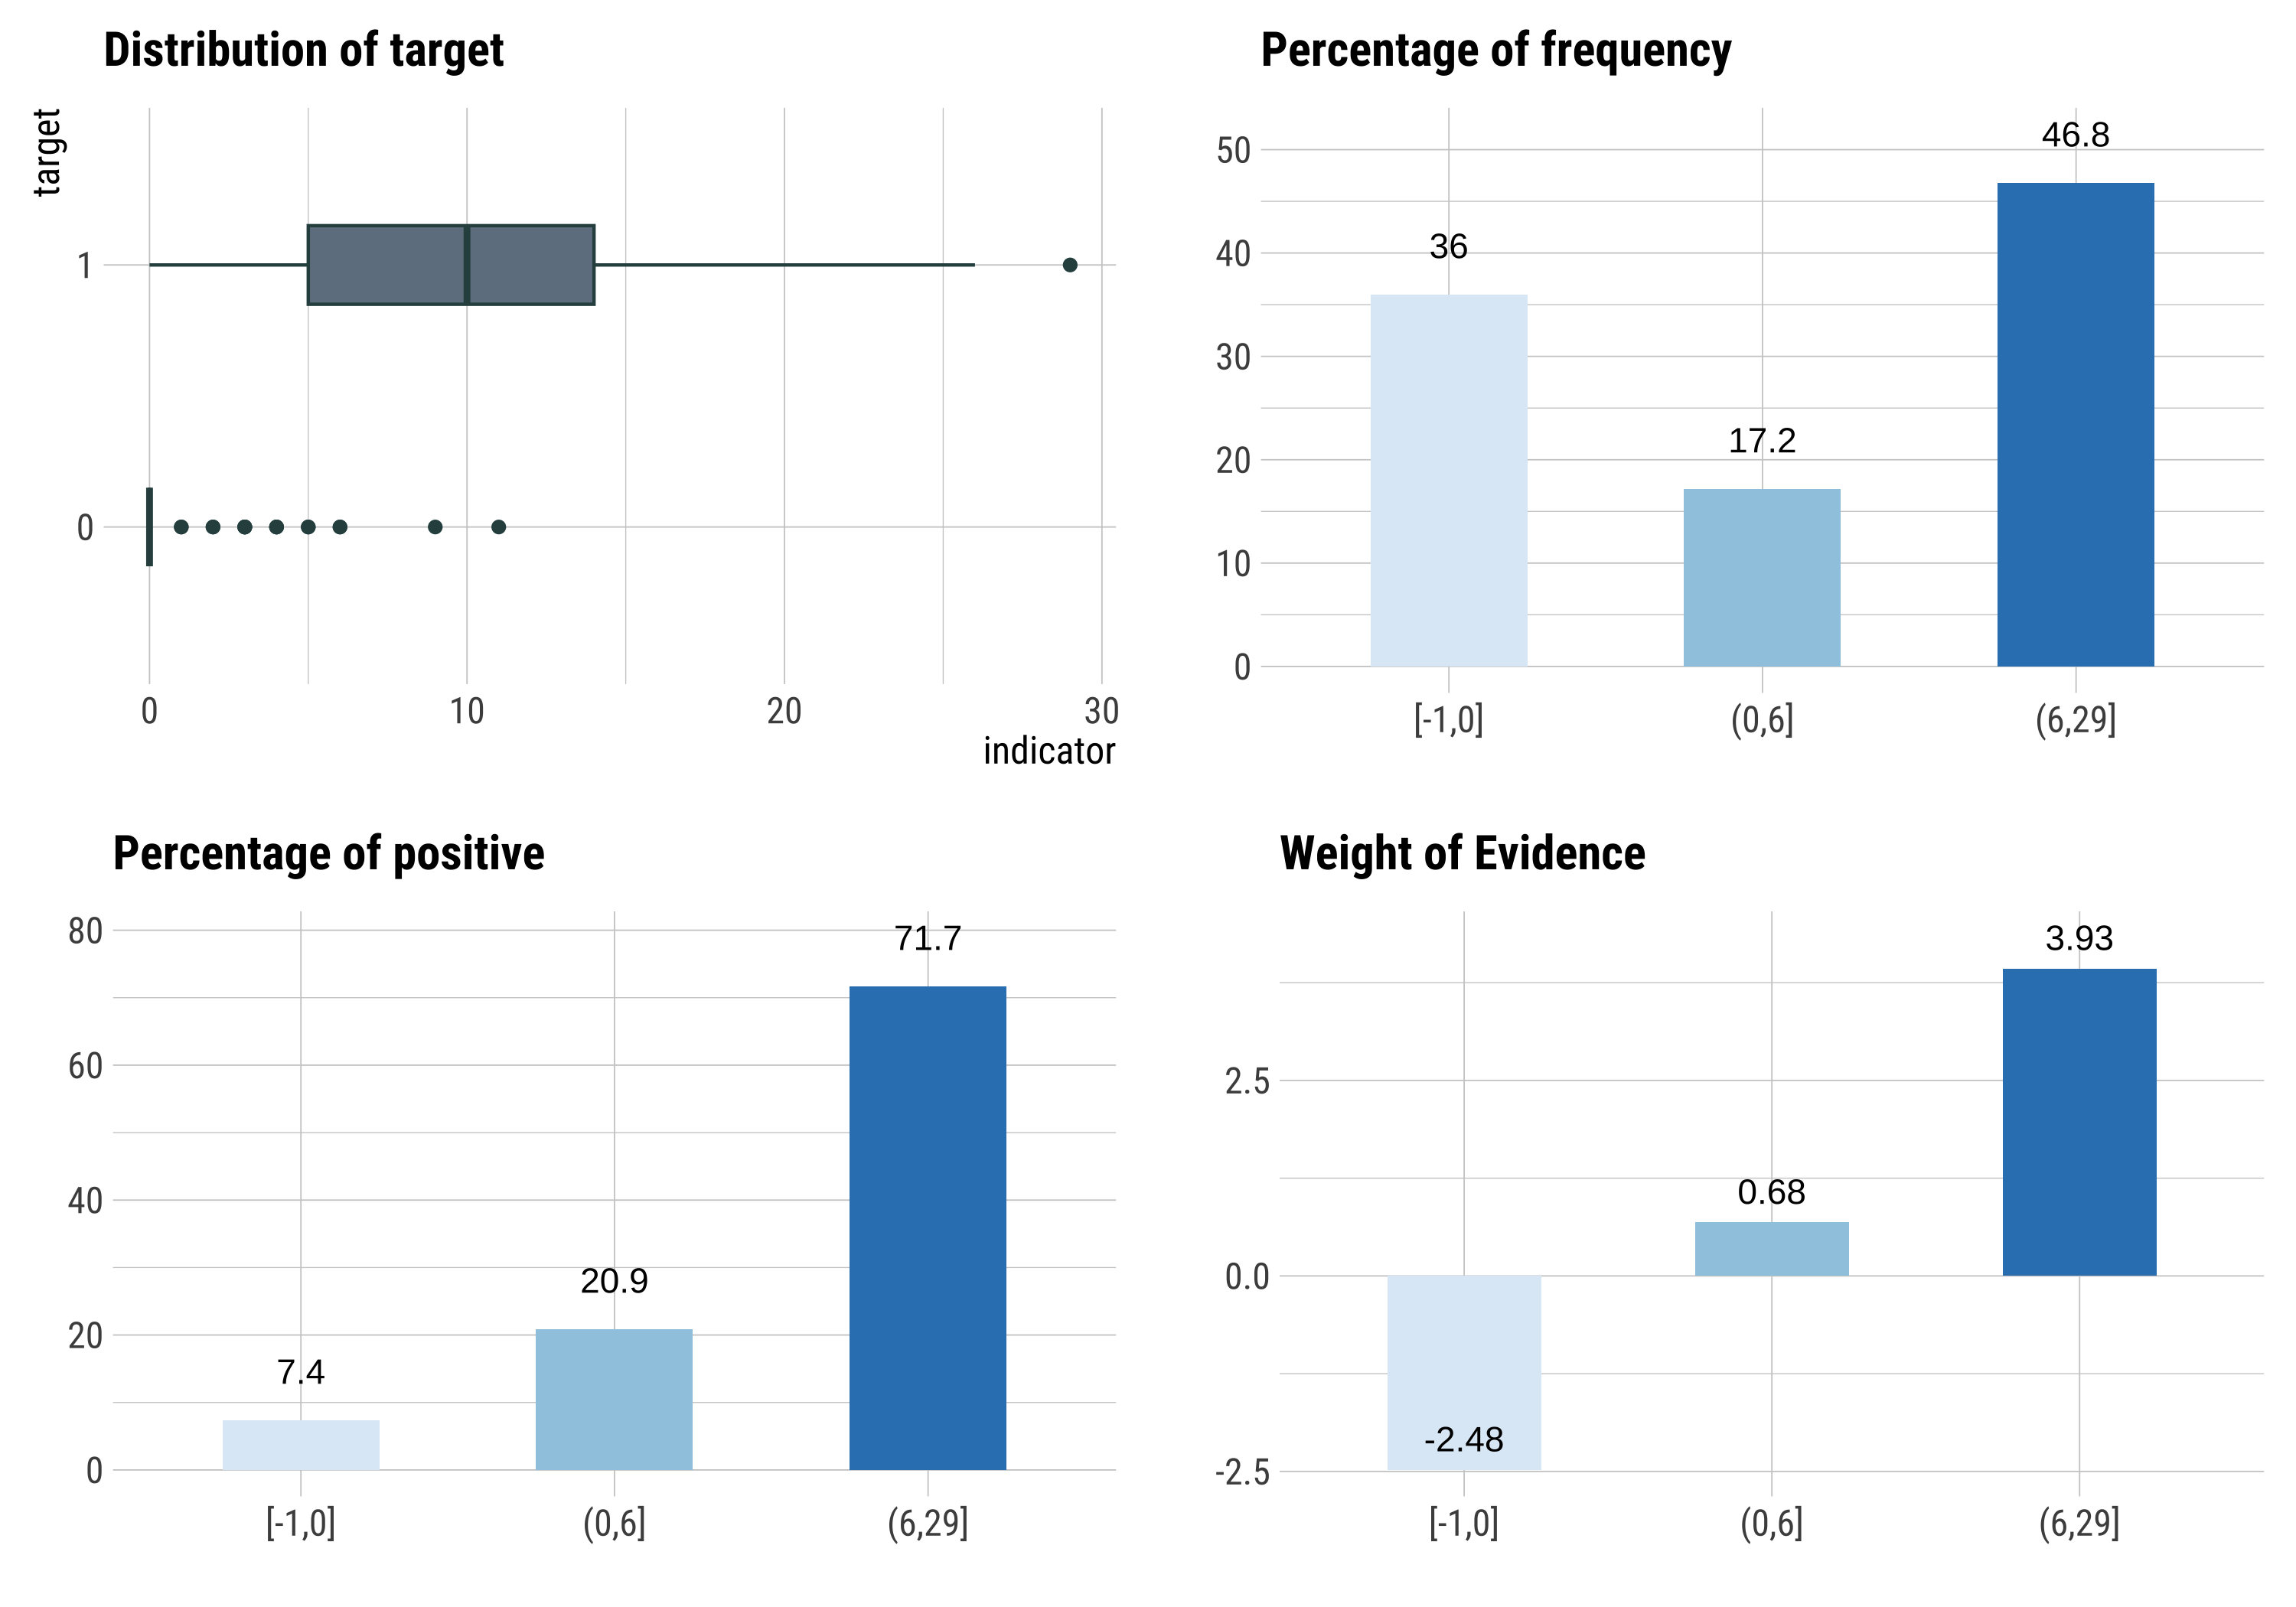 Distribution of target
target
1
0
0 10 20 30
indicator
Percentage of frequency
50
40
30
20
10
0
36
17.2
46.8
[-1,0] (0,6] (6,29]
Percentage of positive
80
60
40
20
0
7.4
20.9
71.7
[-1,0] (0,6] (6,29]
Weight of Evidence
2.5
0.0
-2.5
-2.48
0.68
3.93
[-1,0] (0,6] (6,29]